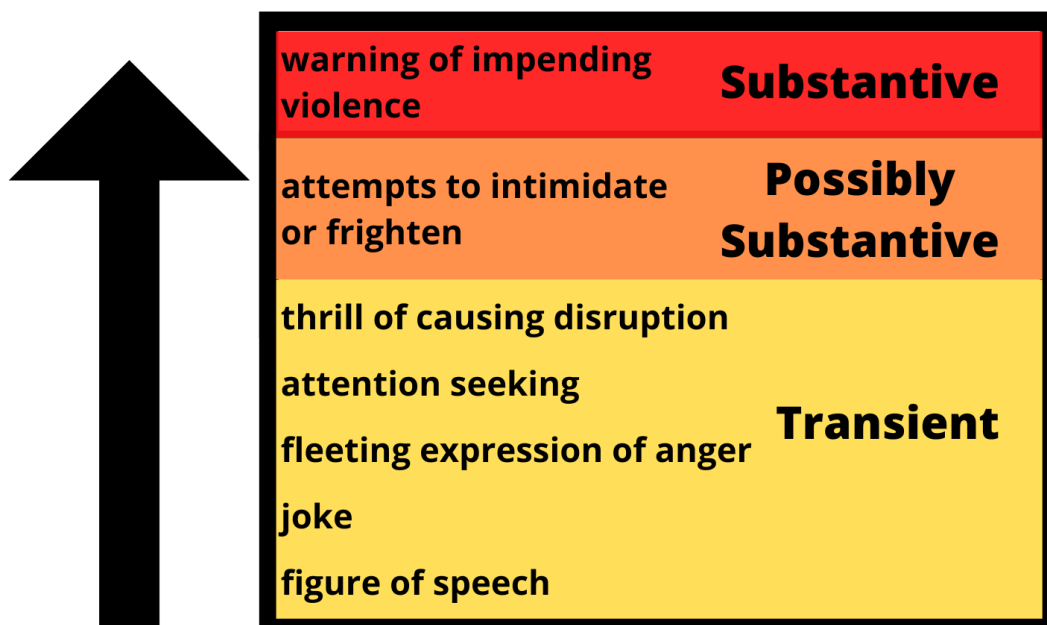 warning of impending
violence
Substantive
attempts to intimidate
or frighten
Possibly
Substantive
thrill of causing disruption
attention seeking
fleeting expression of anger
joke
figure of speech
Transient